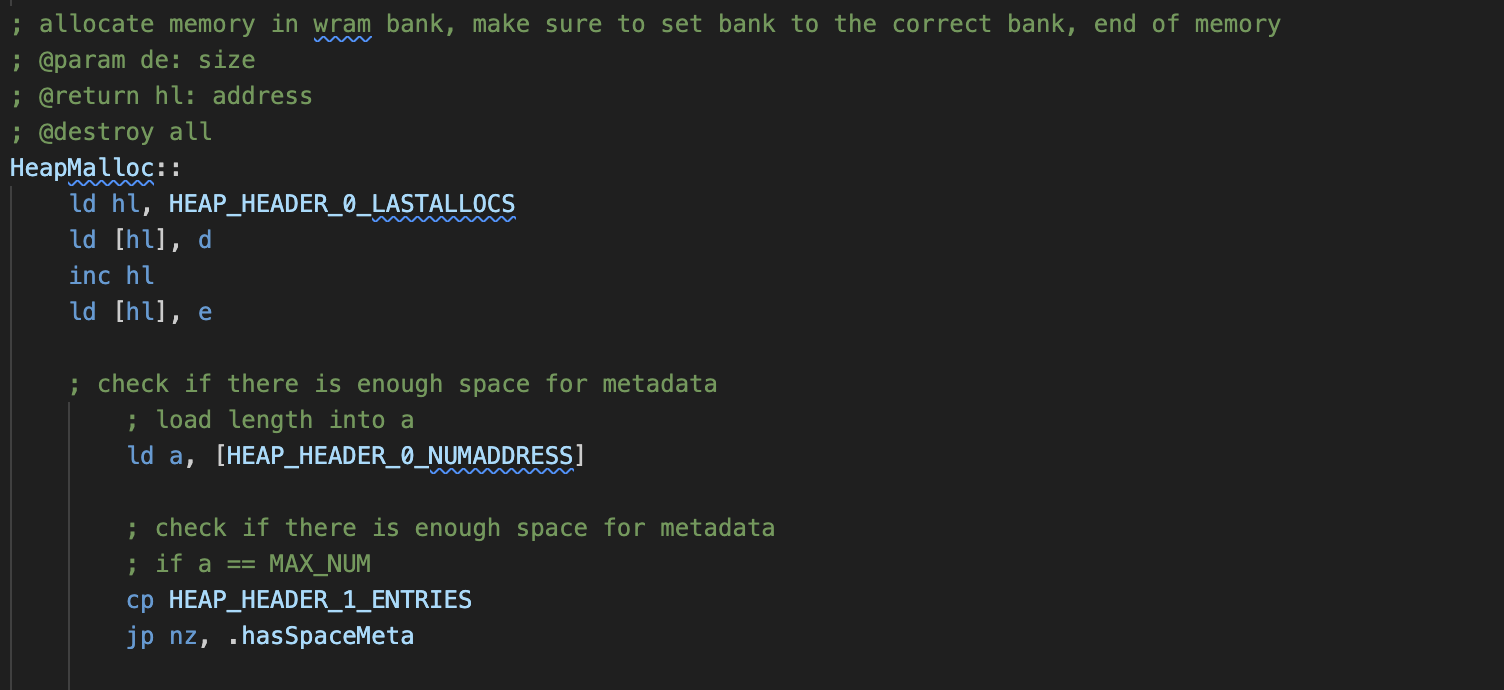 ; allocate memory in wram bank, make sure to set bank to the correct bank, end of memory
; @param de: size
; @return hl: address
; @destroy all
HeapMalloc::
    ld hl, HEAP_HEADER_0_LASTALLOCS
    ld [hl], d
    inc hl
    ld [hl], e
    ; check if there is enough space for metadata
        ; load length into a
        ld a, [HEAP_HEADER_0_NUMADDRESS]
        ; check if there is enough space for metadata
        ; if a == MAX_NUM
        cp HEAP_HEADER_1_ENTRIES
        jp nz, .hasSpaceMeta